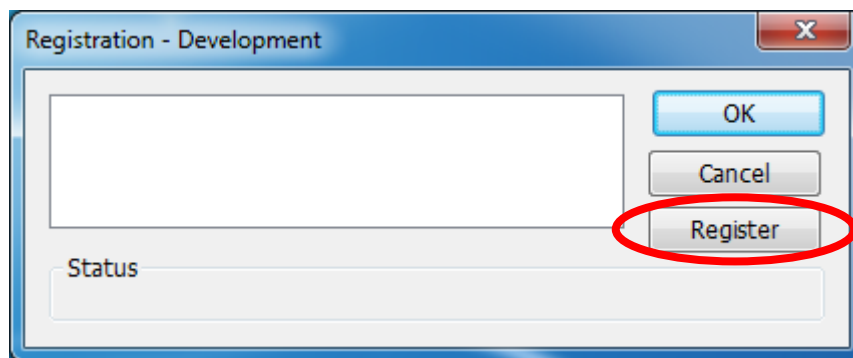 Registration - Development
OK
Cancel
Register
Status